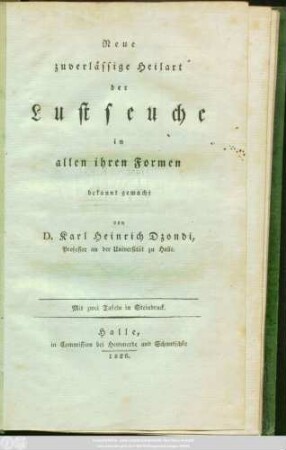 Neue
zuverlässige Heilart
der
Lustseuche
in
allen ihren Formen
bekannt gemacht
von
D. Karl Heinrich Dzondi,
Professor an der Universität zu Halle.
Mit zwei Tafeln in Steindruck.
Halle,
in Commission bei Hemmerde und Schwetschke
1826.